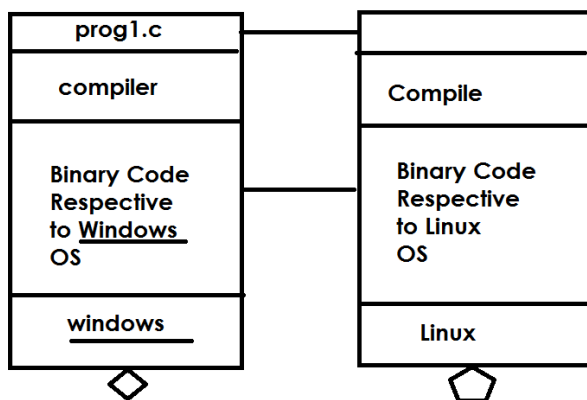 prog1.c
compiler
Binary Code
Respective
to Windows
OS
windows
Compile
Binary Code
Respective
to Linux
OS
Linux